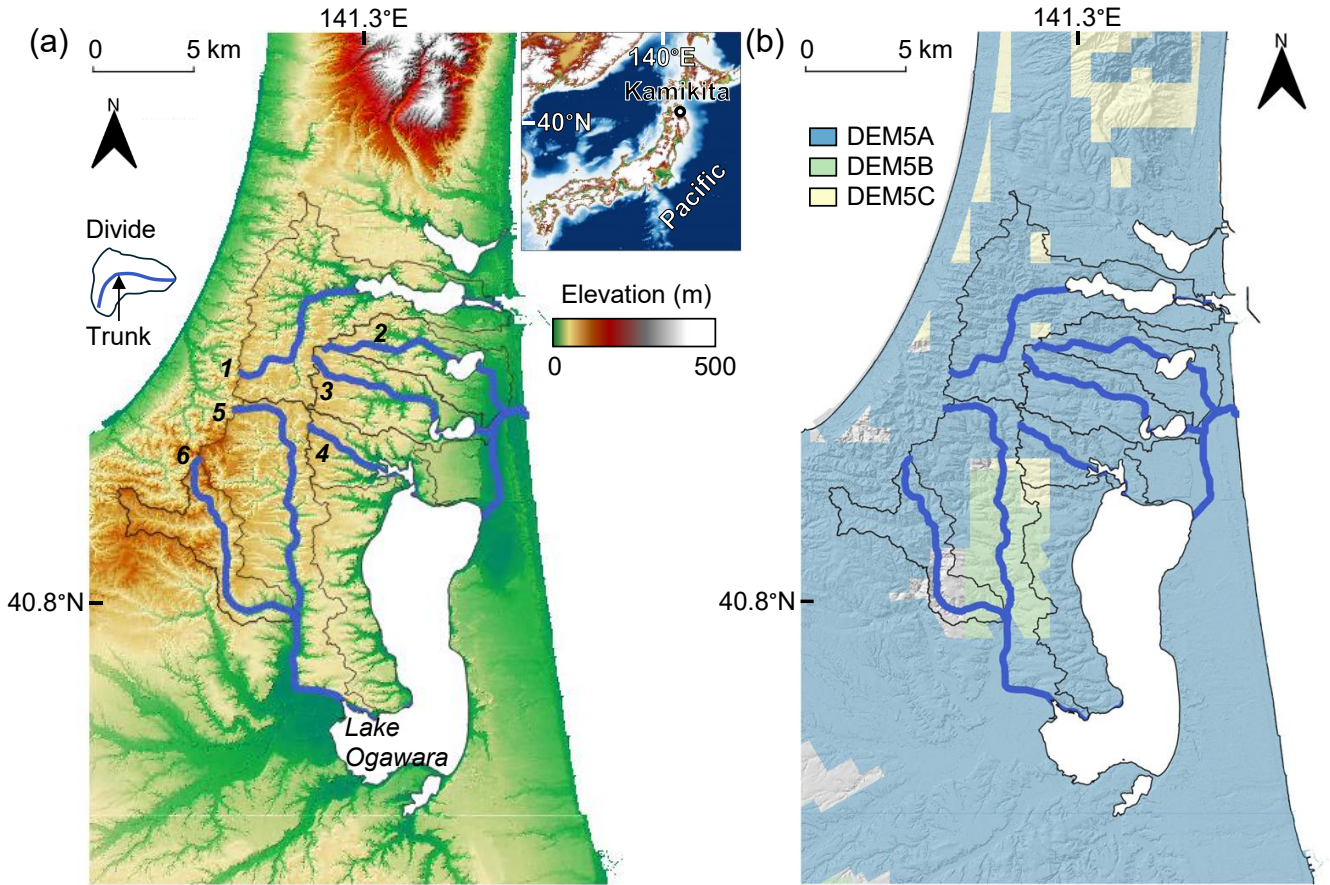 141.3°E
(a)
0 5 km
N
140°E
Kamikita
40°N
Pacific
Divide
Trunk
Elevation (m)
0 500
1
2
3
5
4
6
40.8°N
Lake
Ogawara
141.3°E
(b)
0 5 km
N
DEM5A
DEM5B
DEM5C
40.8°N